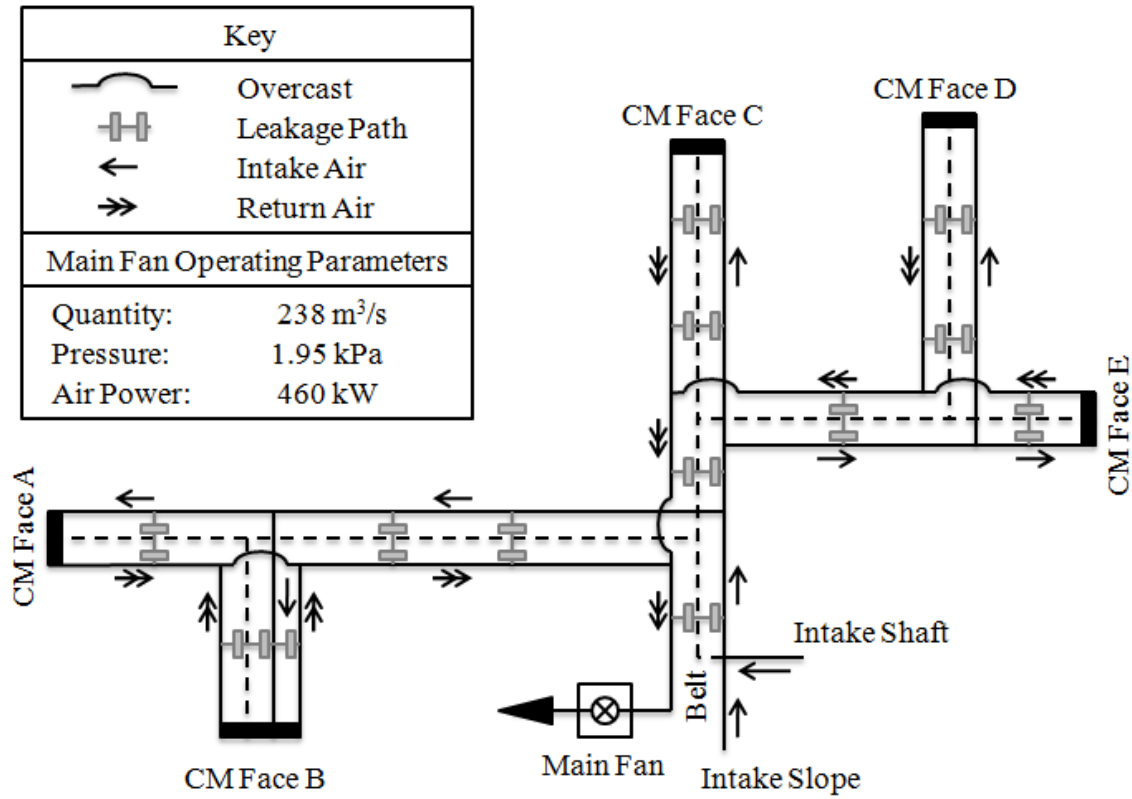 Key
Overcast
Leakage Path
Intake Air
Return Air
Main Fan Operating Parameters
Quantity: 238 m³/s
Pressure: 1.95 kPa
Air Power: 460 kW
CM Face D
CM Face C
CM Face E
CM Face A
Intake Shaft
Belt
Main Fan
CM Face B
Intake Slope